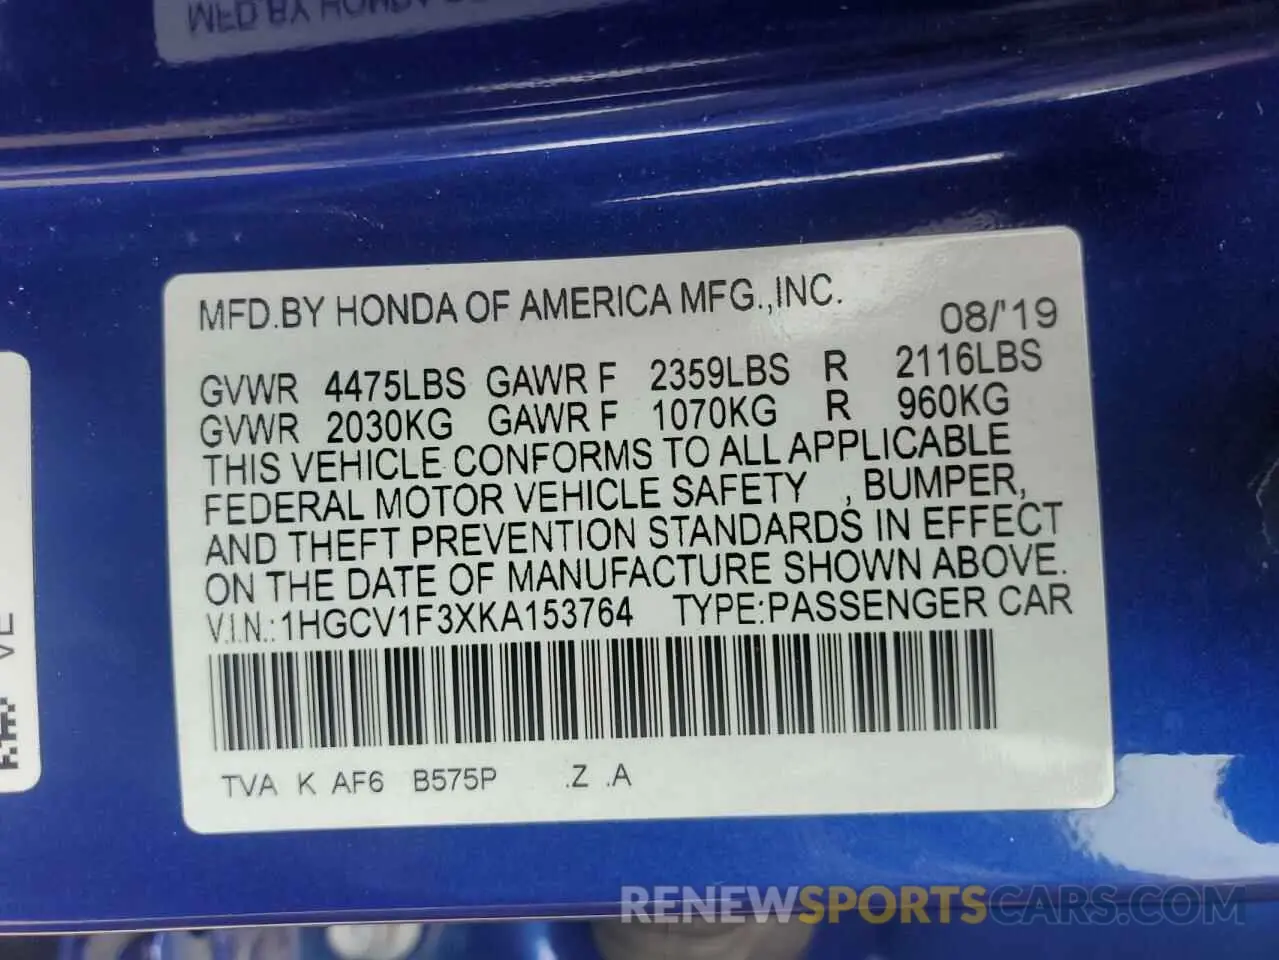 MFD.BY HONDA OF AMERICA MFG.,INC.
08/'19
GVWR 4475LBS GAWR F 2359LBS R 2116LBS
GVWR 2030KG GAWR F 1070KG R 960KG
THIS VEHICLE CONFORMS TO ALL APPLICABLE
FEDERAL MOTOR VEHICLE SAFETY , BUMPER,
AND THEFT PREVENTION STANDARDS IN EFFECT
ON THE DATE OF MANUFACTURE SHOWN ABOVE.
V.I.N.:1HGCV1F3XKA153764 TYPE:PASSENGER CAR
TVA K AF6 B575P .Z .A
RENEWSPORTSCARS.COM